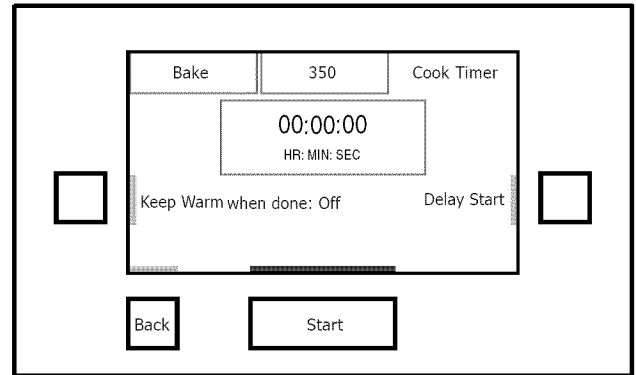 Bake 350 Cook Timer
00:00:00
HR: MIN: SEC
Keep Warm when done: Off Delay Start
Back Start